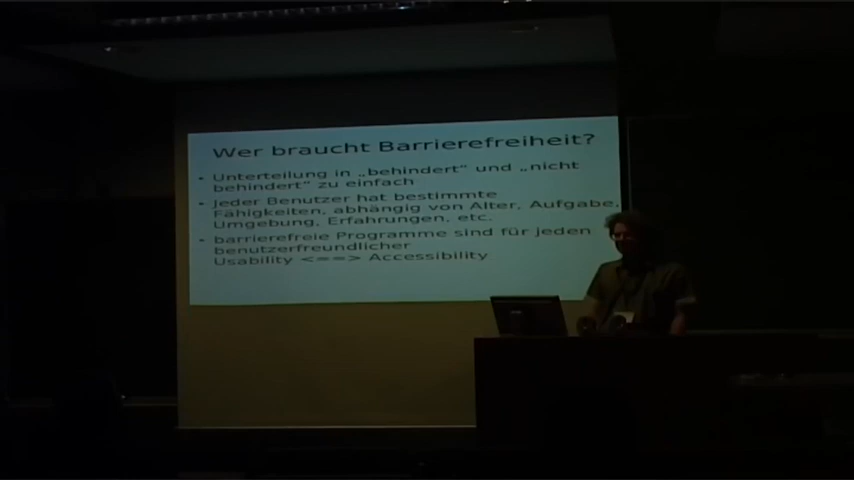 Wer braucht Barrierefreiheit?
• Unterteilung in „behindert“ und „nicht
behindert“ zu einfach
• Jeder Benutzer hat bestimmte
Fähigkeiten, abhängig von Alter, Aufgabe,
Umgebung, Erfahrungen, etc.
• barrierefreie Programme sind für jeden
benutzerfreundlicher
Usability <==> Accessibility